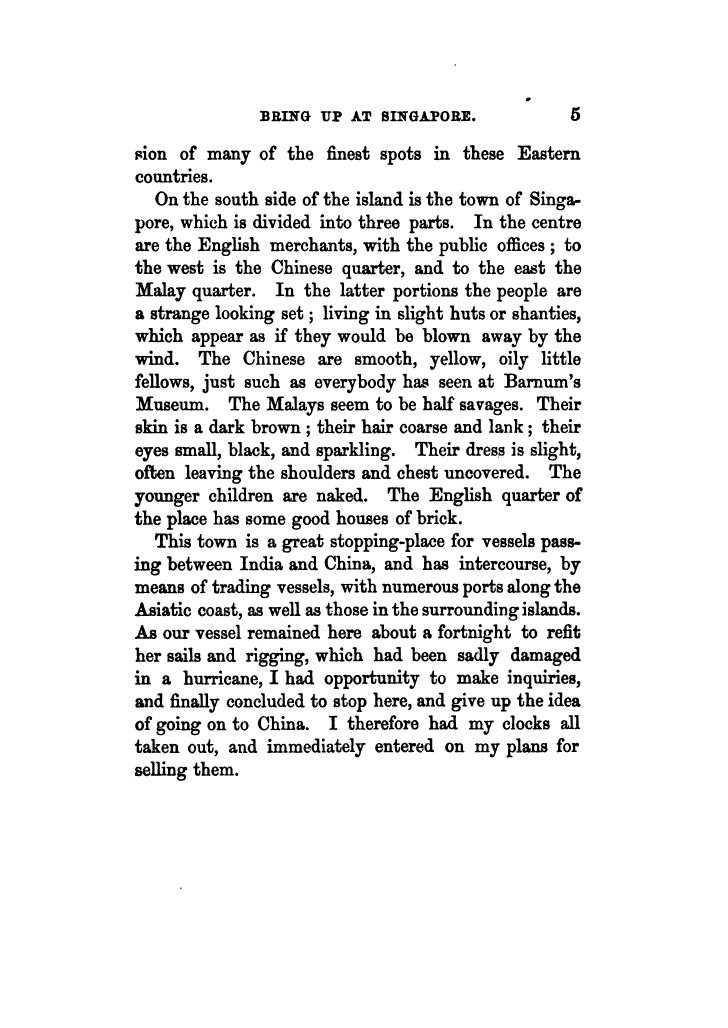 BRING UP AT SINGAPORE. 5
sion of many of the finest spots in these Eastern
countries.
On the south side of the island is the town of Singa-
pore, which is divided into three parts. In the centre
are the English merchants, with the public offices ; to
the west is the Chinese quarter, and to the east the
Malay quarter. In the latter portions the people are
a strange looking set ; living in slight huts or shanties,
which appear as if they would be blown away by the
wind. The Chinese are smooth, yellow, oily little
fellows, just such as everybody has seen at Barnum's
Museum. The Malays seem to be half savages. Their
skin is a dark brown ; their hair coarse and lank ; their
eyes small, black, and sparkling. Their dress is slight,
often leaving the shoulders and chest uncovered. The
younger children are naked. The English quarter of
the place has some good houses of brick.
This town is a great stopping-place for vessels pass-
ing between India and China, and has intercourse, by
means of trading vessels, with numerous ports along the
Asiatic coast, as well as those in the surrounding islands.
As our vessel remained here about a fortnight to refit
her sails and rigging, which had been sadly damaged
in a hurricane, I had opportunity to make inquiries,
and finally concluded to stop here, and give up the idea
of going on to China. I therefore had my clocks all
taken out, and immediately entered on my plans for
selling them.